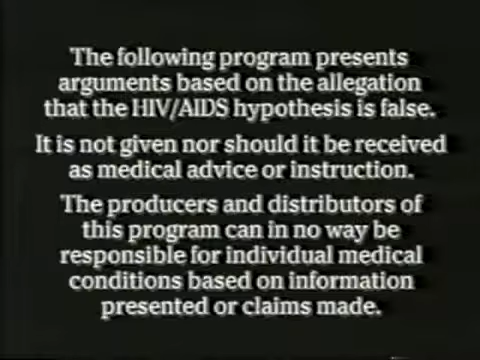 The following program presents
arguments based on the allegation
that the HIV/AIDS hypothesis is false.
It is not given nor should it be received
as medical advice or instruction.
The producers and distributors of
this program can in no way be
responsible for individual medical
conditions based on information
presented or claims made.